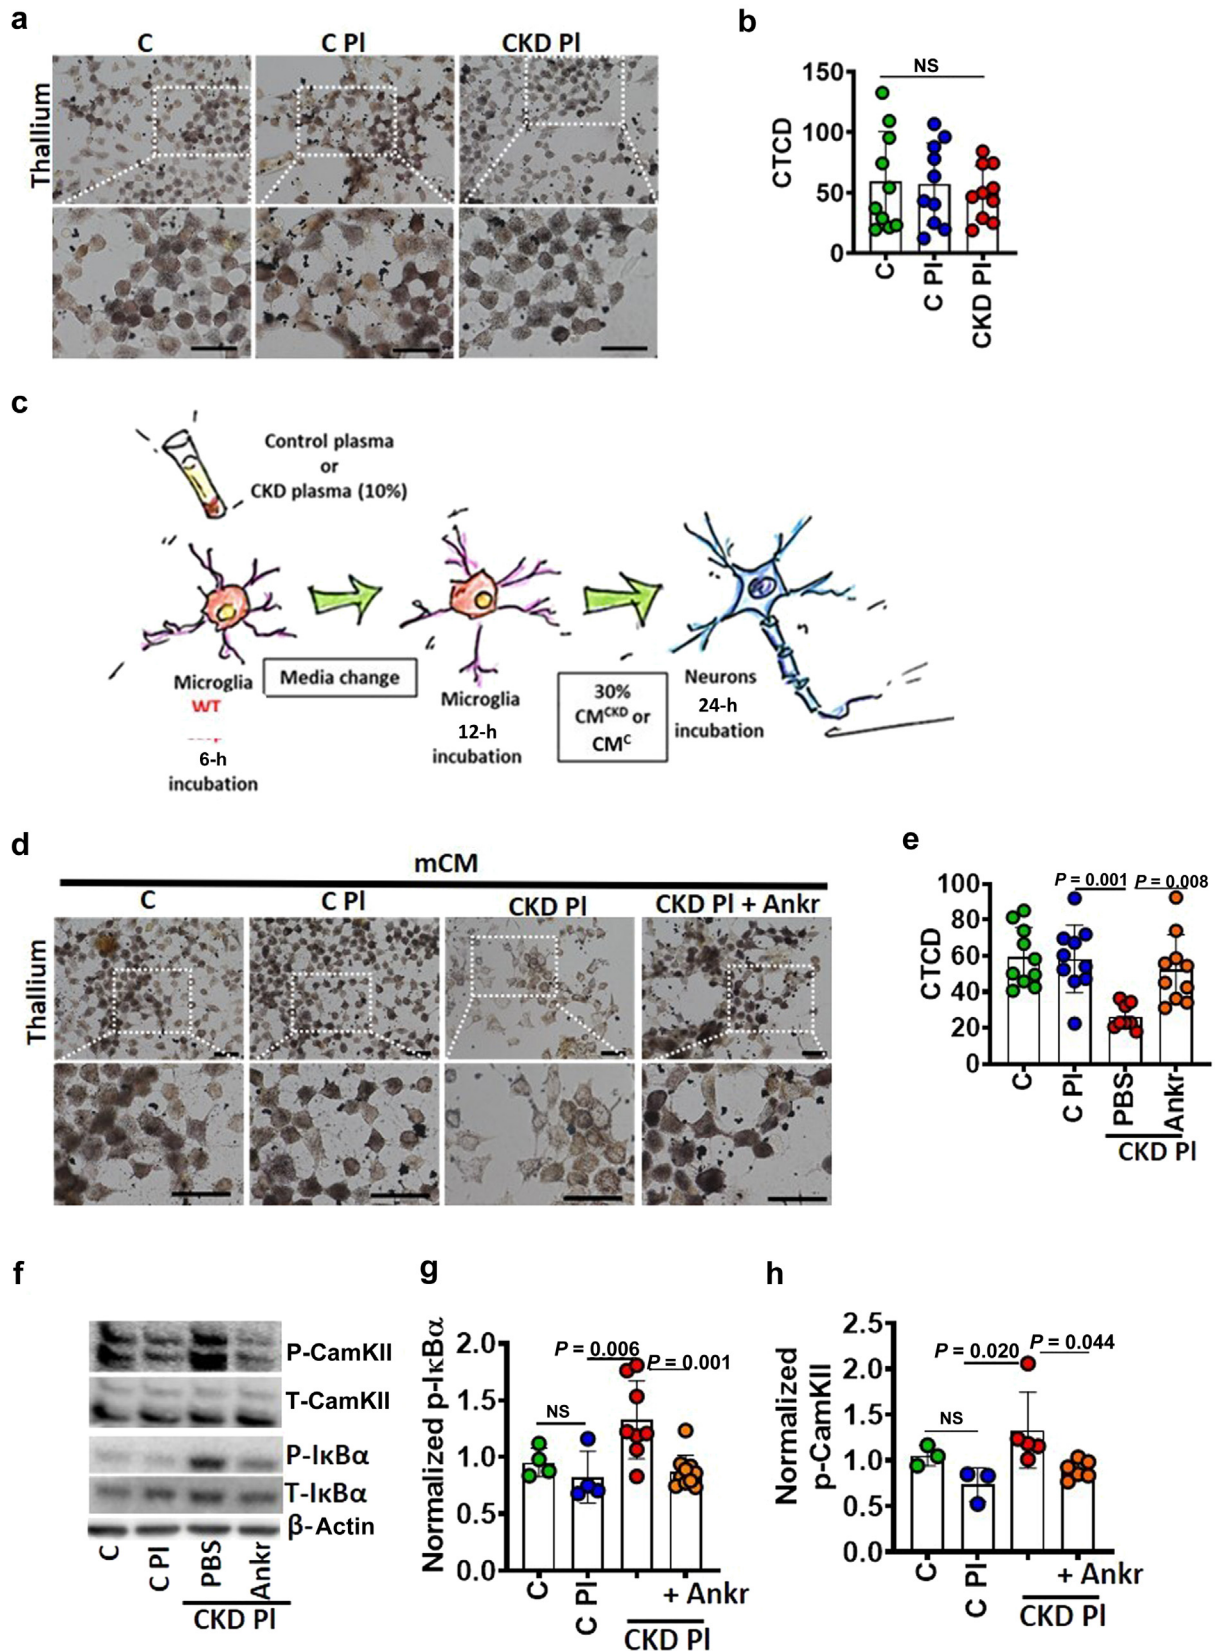 a
C
C Pl
CKD Pl
Thallium
b
NS
150
100
50
0
CTCD
C
C Pl
CKD Pl
c
Control plasma
or
CKD plasma (10%)
Microglia
WT
6-h
incubation
Media change
Microglia
12-h
incubation
30%
CMCKD or
CMC
Neurons
24-h
incubation
d
mCM
C
C Pl
CKD Pl
CKD Pl + Ankr
Thallium
e
P = 0.001
P = 0.008
100
80
60
40
20
0
CTCD
C
C Pl
PBS
Ankr
CKD Pl
f
P-CamKII
T-CamKII
P-IκBα
T-IκBα
β-Actin
C
C Pl
PBS
Ankr
CKD Pl
g
Normalized p-IκBα
2.0
1.5
1.0
0.5
0.0
NS
P = 0.006
P = 0.001
C
C Pl
+ Ankr
CKD Pl
h
Normalized
p-CamKII
2.5
2.0
1.5
1.0
0.5
0.0
NS
P = 0.020
P = 0.044
C
C Pl
+ Ankr
CKD Pl